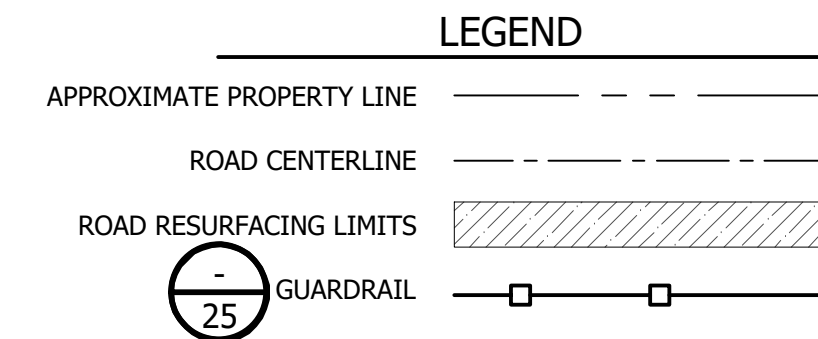 LEGEND
APPROXIMATE PROPERTY LINE
ROAD CENTERLINE
ROAD RESURFACING LIMITS
-
25
GUARDRAIL